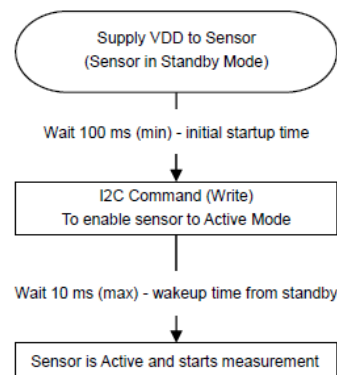 Supply VDD to Sensor
(Sensor in Standby Mode)
Wait 100 ms (min) - initial startup time
I2C Command (Write)
To enable sensor to Active Mode
Wait 10 ms (max) - wakeup time from standby
Sensor is Active and starts measurement